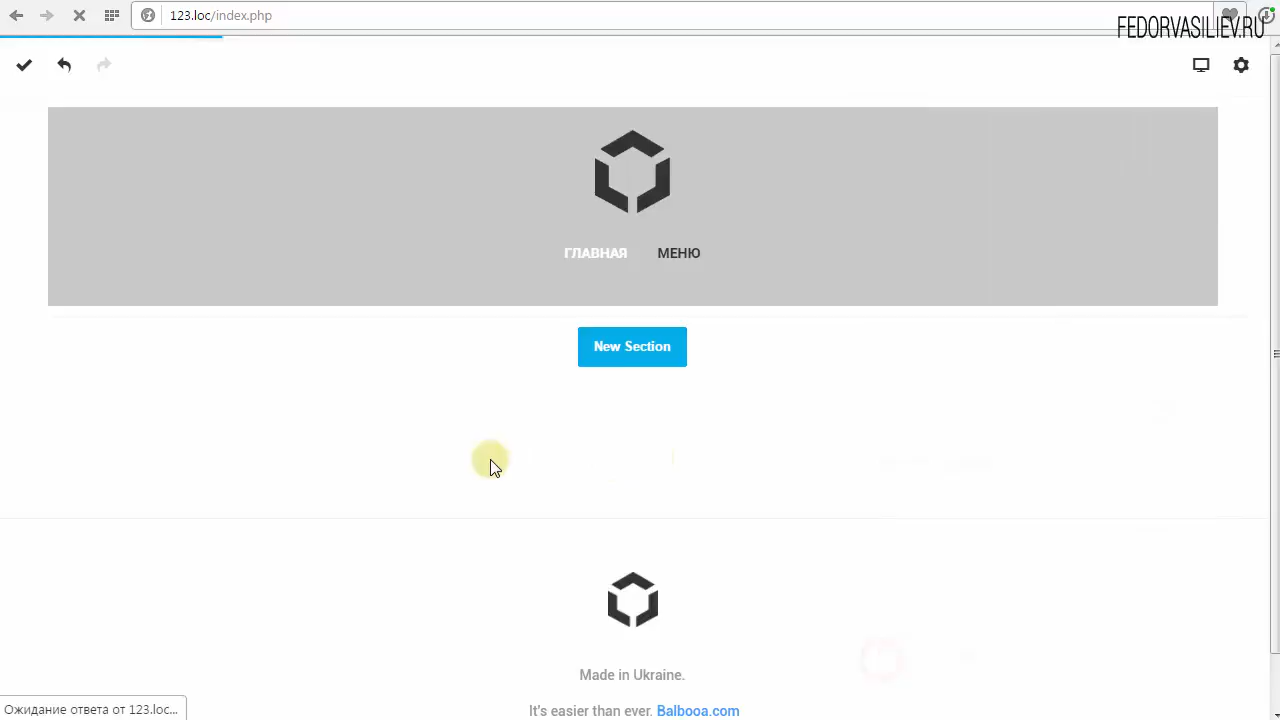 123.loc/index.php
FEDORVASILIEV.RU
ГЛАВНАЯ МЕНЮ
New Section
Made in Ukraine.
It's easier than ever. Balbooa.com
Ожидание ответа от 123.loc...